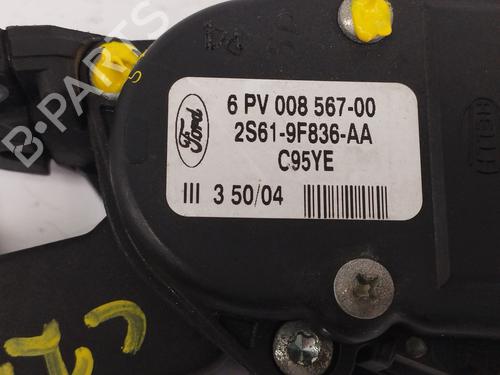 B-PARTS
Ford
6 PV 008 567-00
2S61-9F836-AA
C95YE
III 3 50/04